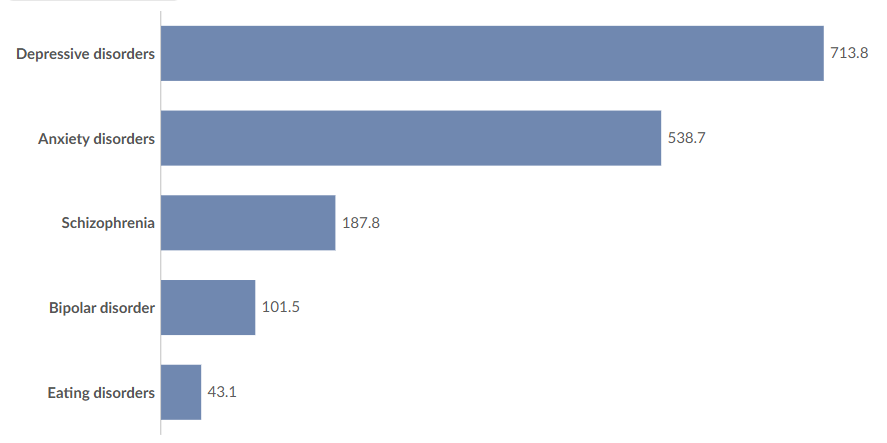 Depressive disorders 713.8
Anxiety disorders 538.7
Schizophrenia 187.8
Bipolar disorder 101.5
Eating disorders 43.1